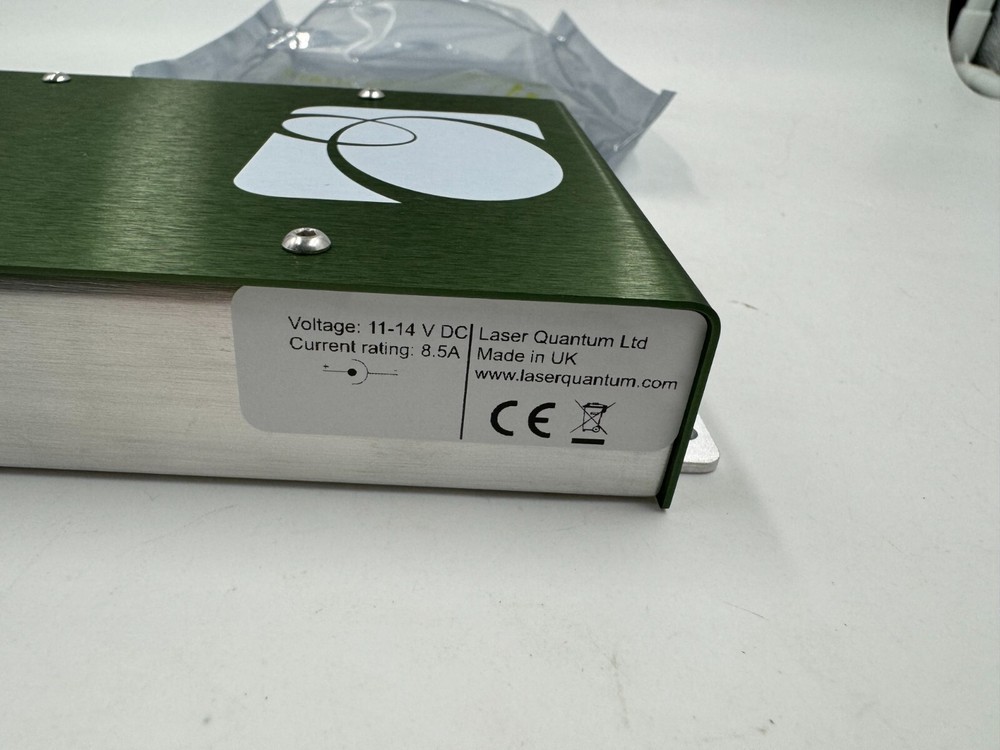 Voltage: 11-14 V DC
Current rating: 8.5A
+ -
Laser Quantum Ltd
Made in UK
www.laserquantum.com
CE